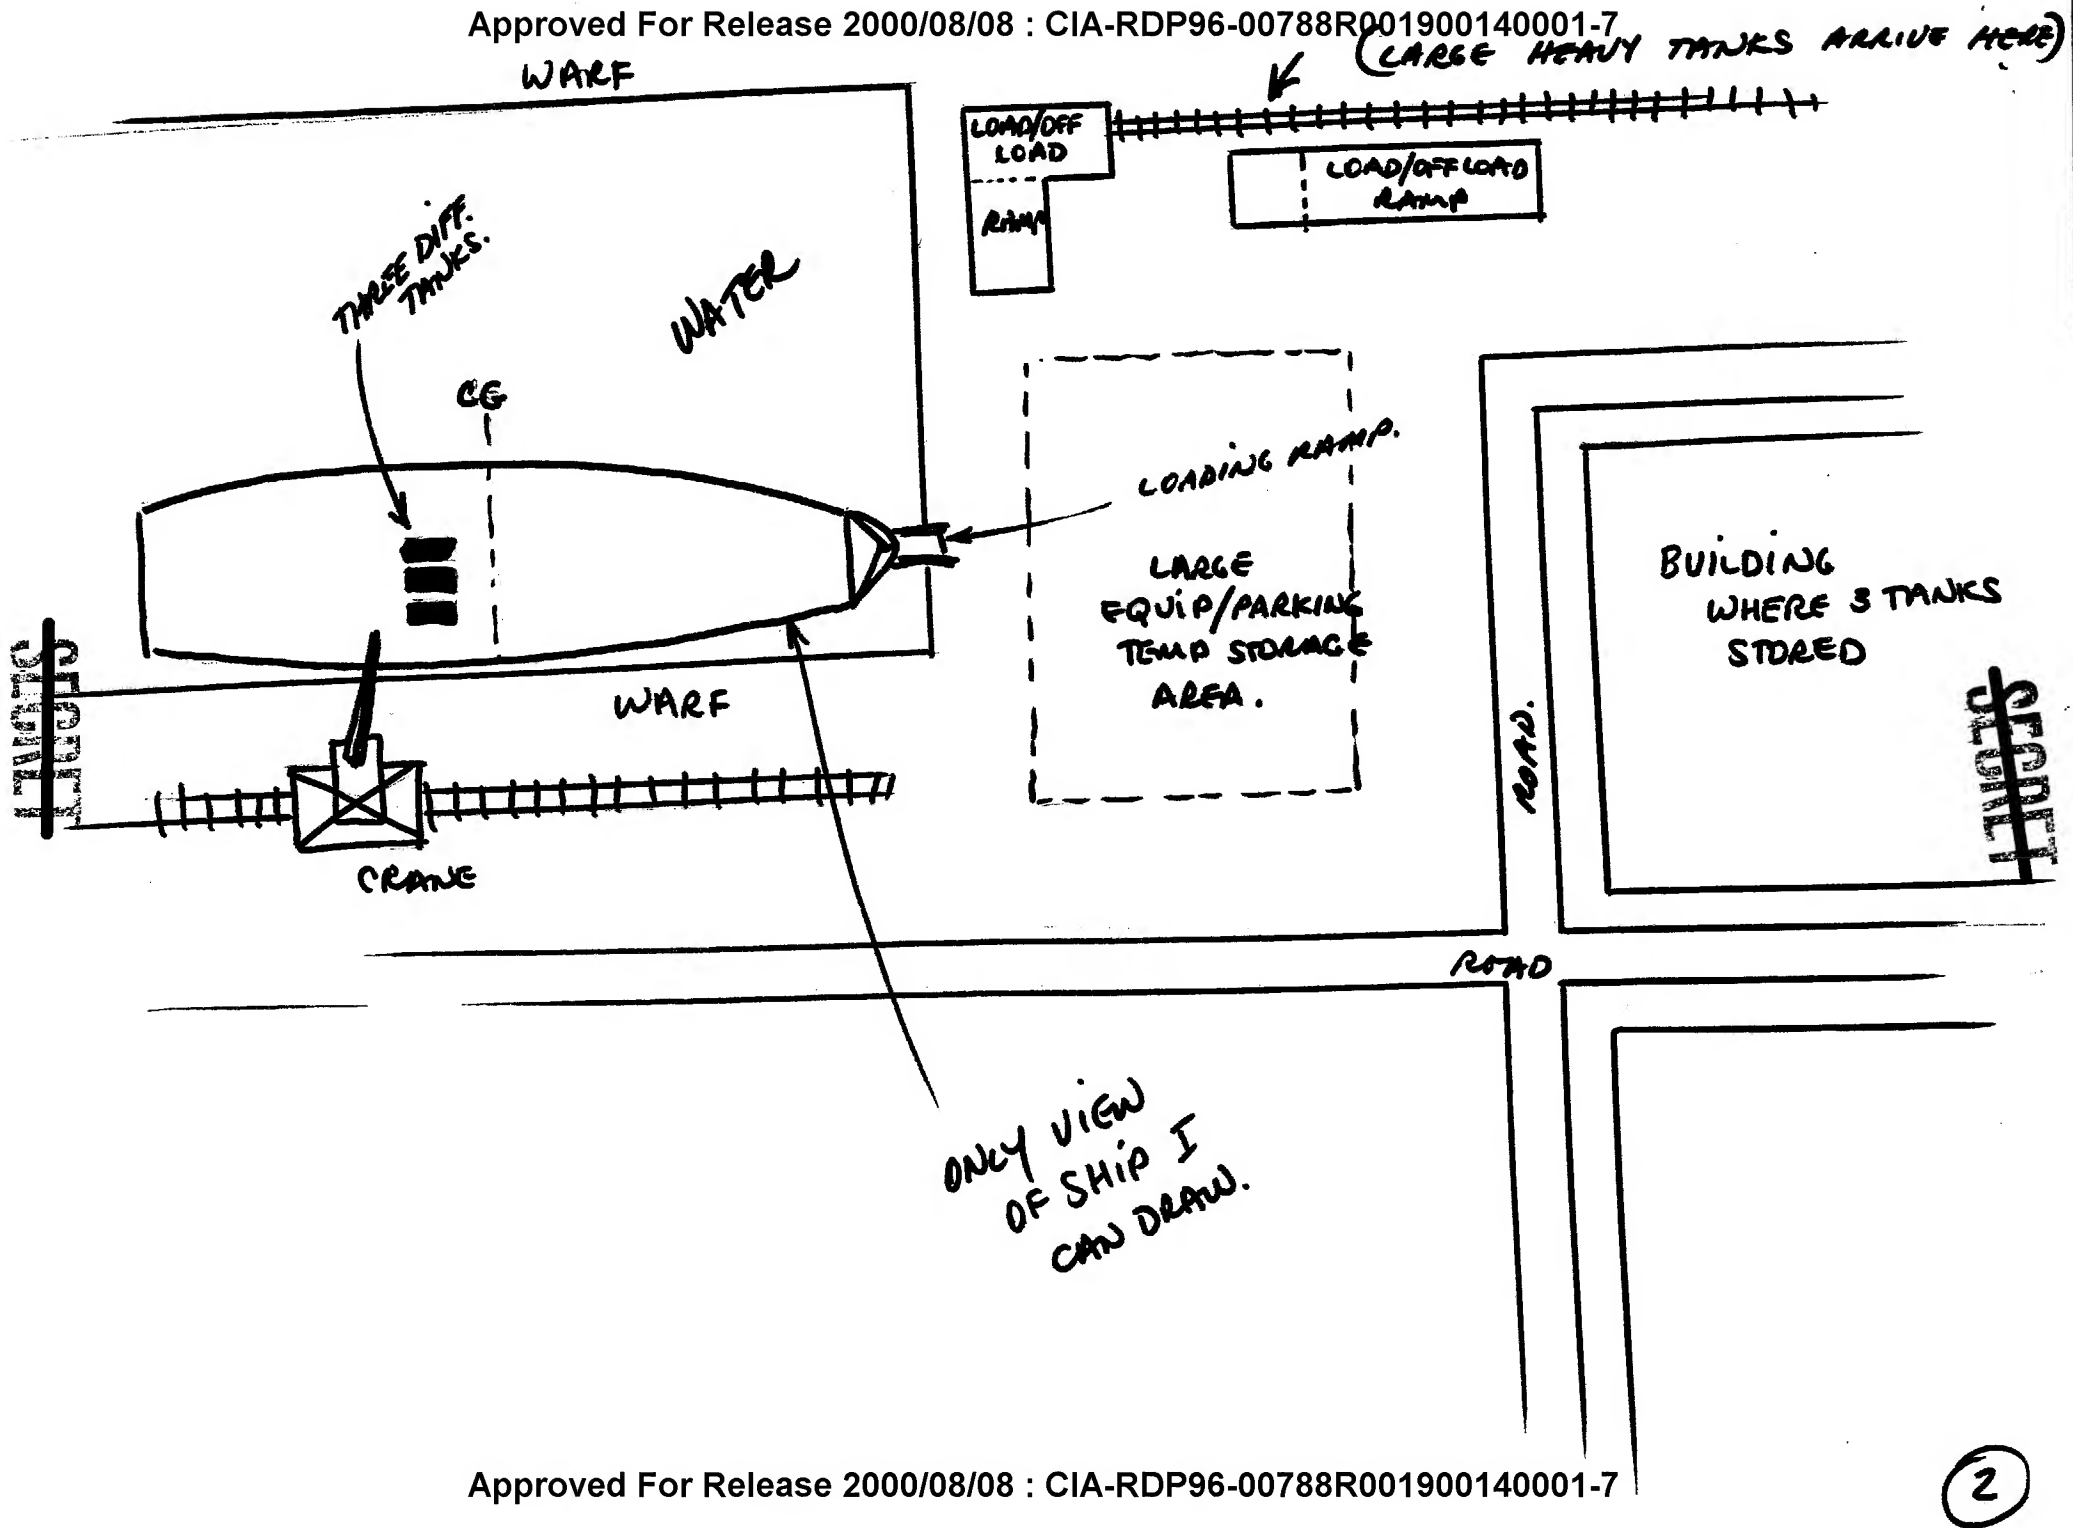 Approved For Release 2000/08/08 : CIA-RDP96-00788R001900140001-7
(LARGE HEAVY TANKS ARRIVE HERE)
WARF
LOAD/OFF
LOAD
RAMP
LOAD/OFFLOAD
RAMP
THREE DIFF.
TANKS.
WATER
CG
LOADING RAMP.
LARGE
EQUIP/PARKING
TEMP STORAGE
AREA.
BUILDING
WHERE 3 TANKS
STORED
SECRET
SECRET
WARF
ROAD.
SECRET
SECRET
CRANE
ROAD
ONLY VIEW
OF SHIP I
CAN DRAW.
Approved For Release 2000/08/08 : CIA-RDP96-00788R001900140001-7
2